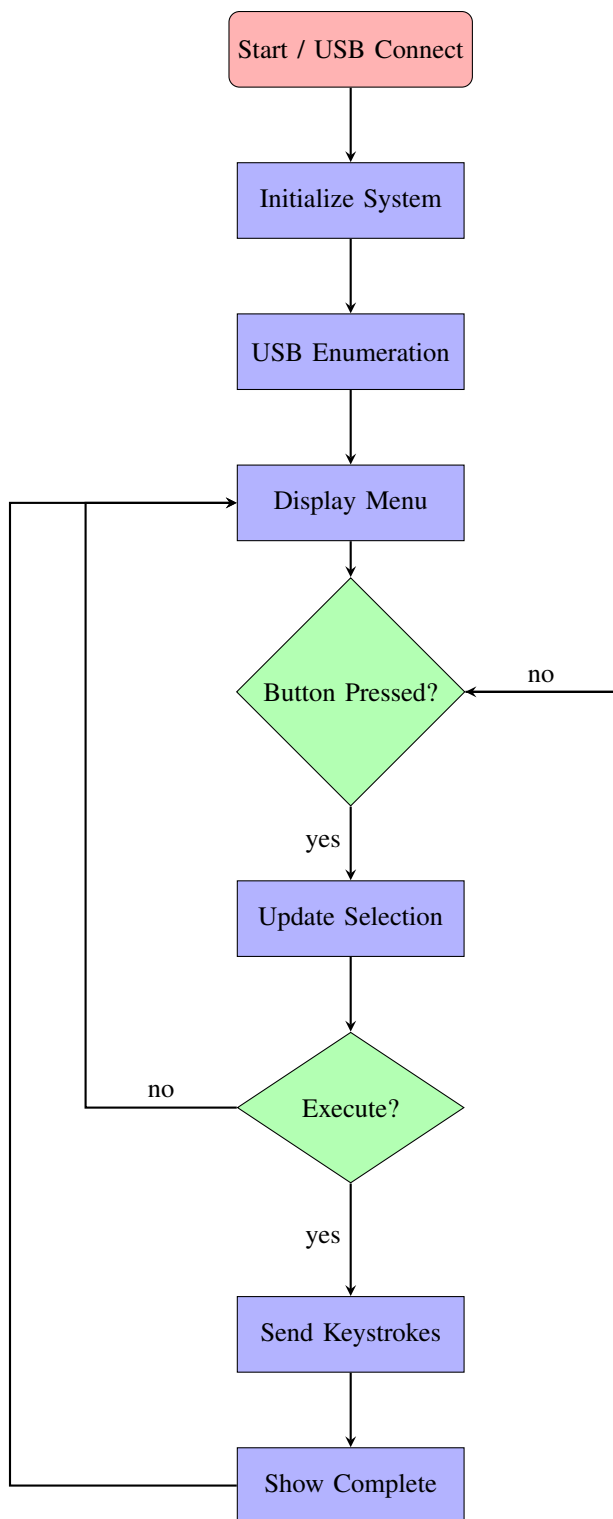 Start / USB Connect
Initialize System
USB Enumeration
Display Menu
Button Pressed?
no
yes
Update Selection
no
Execute?
yes
Send Keystrokes
Show Complete